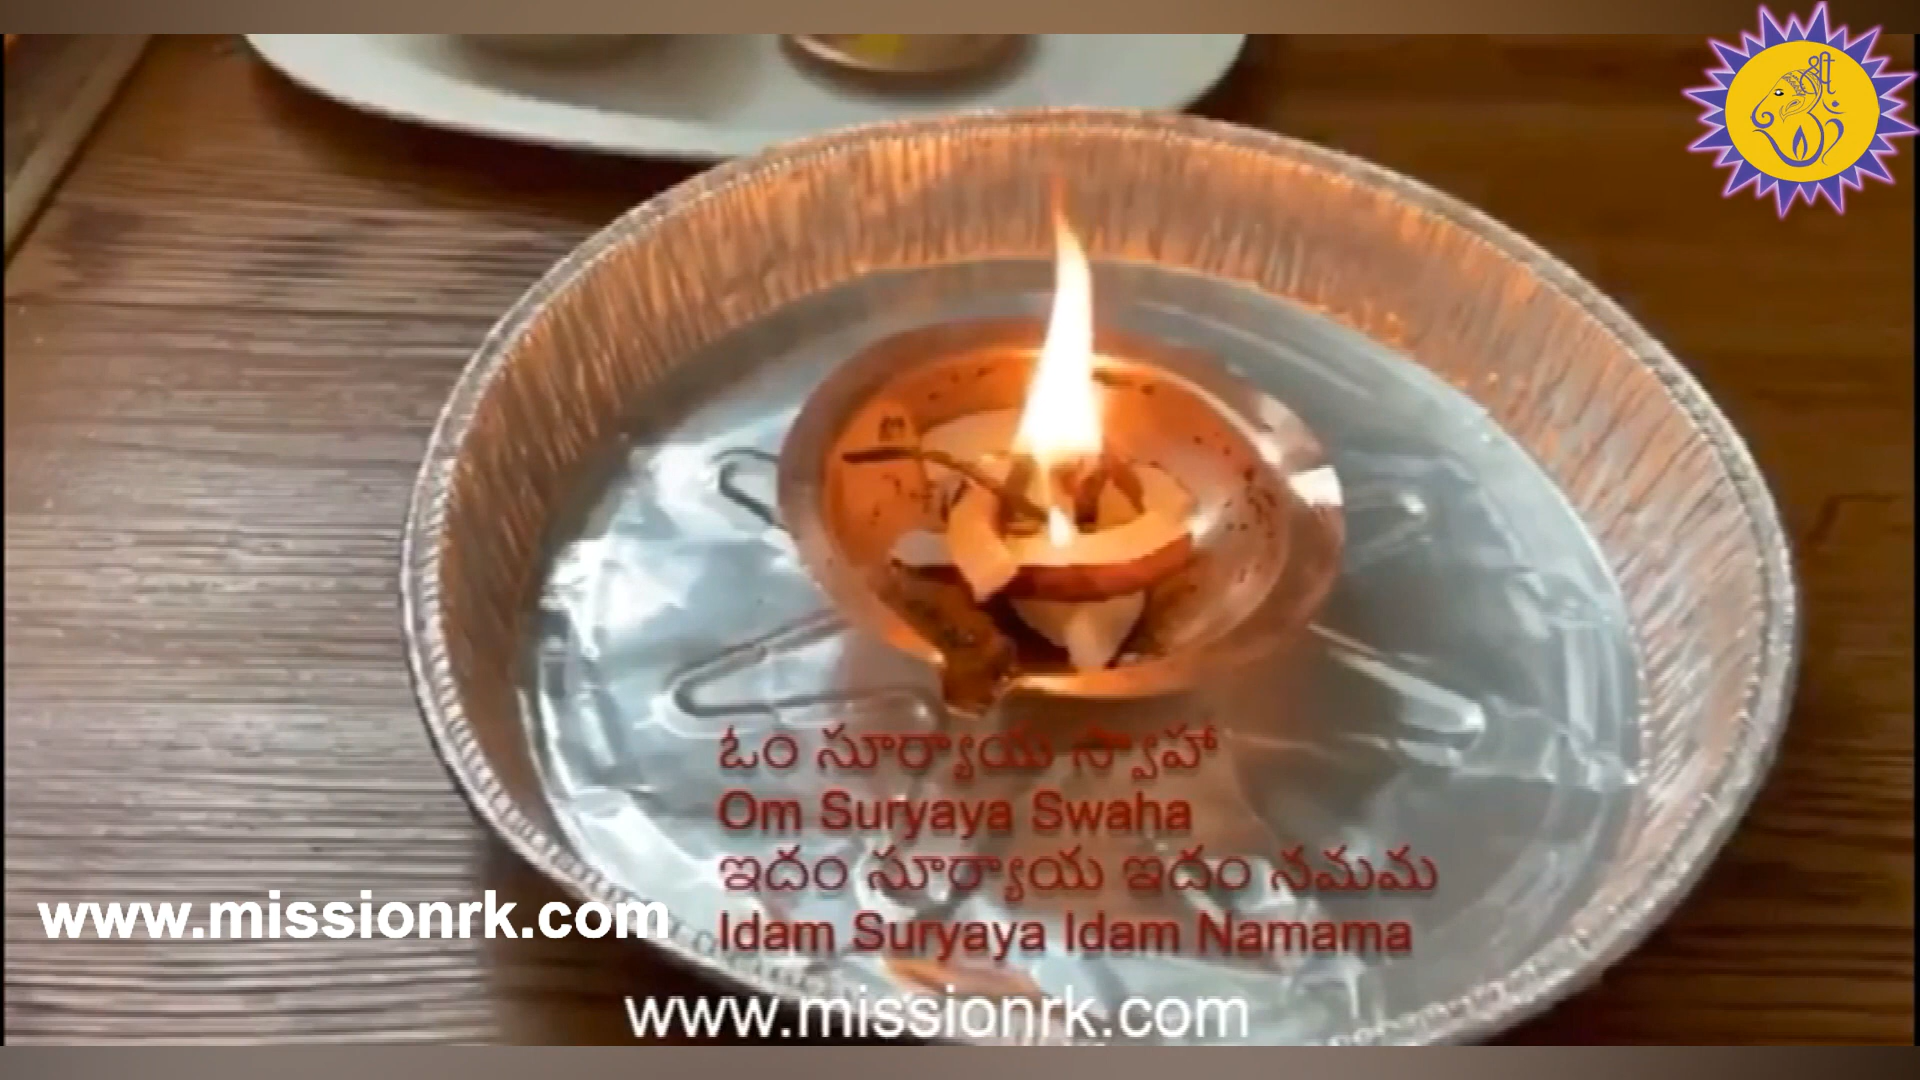 श्री
ఓం సూర్యాయ స్వాహా
Om Suryaya Swaha
ఇదం సూర్యాయ ఇదం నమమ
Idam Suryaya Idam Namama
www.missionrk.com
www.missionrk.com